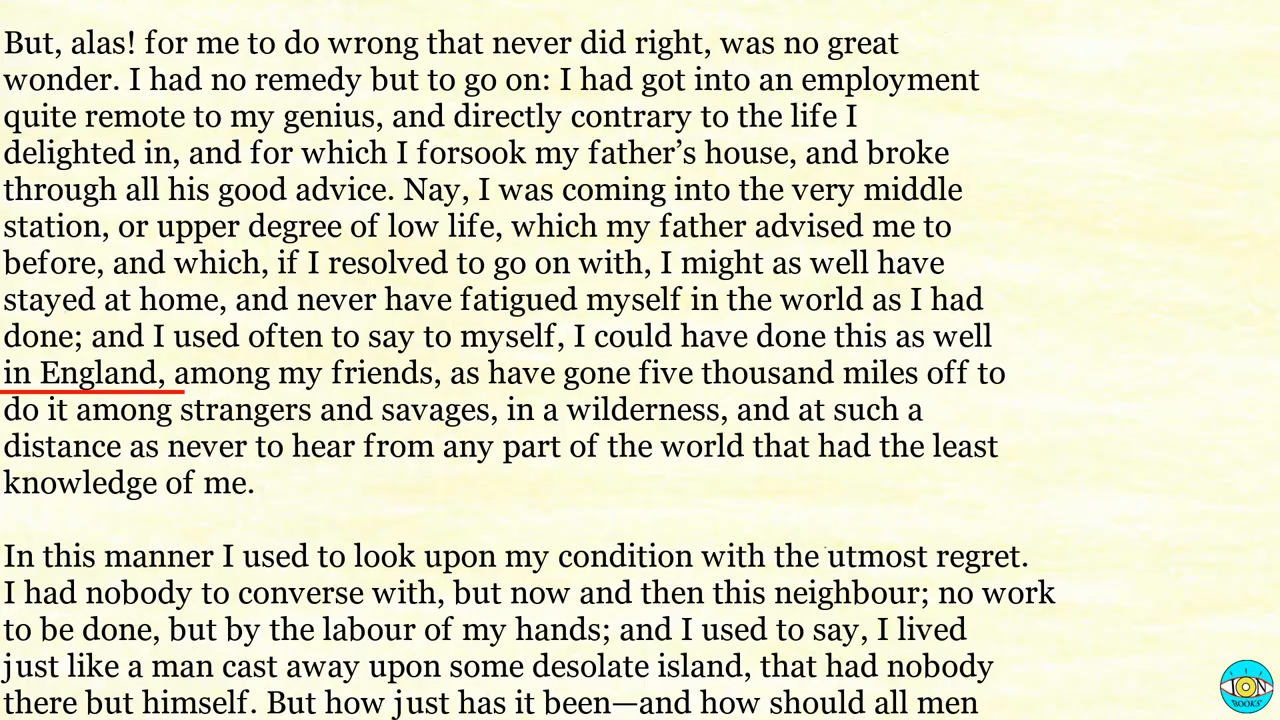 But, alas! for me to do wrong that never did right, was no great
wonder. I had no remedy but to go on: I had got into an employment
quite remote to my genius, and directly contrary to the life I
delighted in, and for which I forsook my father’s house, and broke
through all his good advice. Nay, I was coming into the very middle
station, or upper degree of low life, which my father advised me to
before, and which, if I resolved to go on with, I might as well have
stayed at home, and never have fatigued myself in the world as I had
done; and I used often to say to myself, I could have done this as well
in England, among my friends, as have gone five thousand miles off to
do it among strangers and savages, in a wilderness, and at such a
distance as never to hear from any part of the world that had the least
knowledge of me.
In this manner I used to look upon my condition with the utmost regret.
I had nobody to converse with, but now and then this neighbour; no work
to be done, but by the labour of my hands; and I used to say, I lived
just like a man cast away upon some desolate island, that had nobody
there but himself. But how just has it been—and how should all men
ION
BOOKS